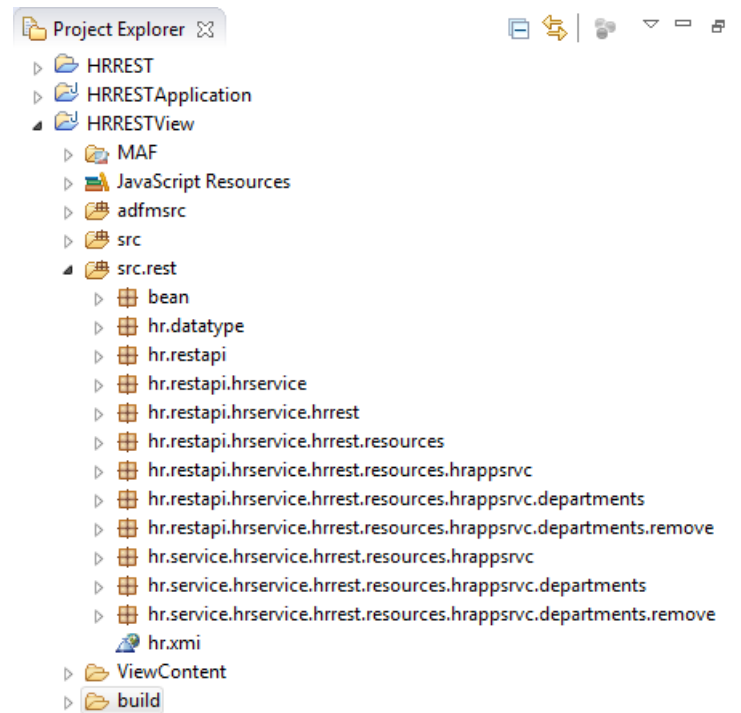 Project Explorer
HRREST
HRRESTApplication
HRRESTView
MAF
JavaScript Resources
adfmsrc
src
src.rest
bean
hr.datatype
hr.restapi
hr.restapi.hrservice
hr.restapi.hrservice.hrrest
hr.restapi.hrservice.hrrest.resources
hr.restapi.hrservice.hrrest.resources.hrappsrvc
hr.restapi.hrservice.hrrest.resources.hrappsrvc.departments
hr.restapi.hrservice.hrrest.resources.hrappsrvc.departments.remove
hr.service.hrservice.hrrest.resources.hrappsrvc
hr.service.hrservice.hrrest.resources.hrappsrvc.departments
hr.service.hrservice.hrrest.resources.hrappsrvc.departments.remove
hr.xmi
ViewContent
build